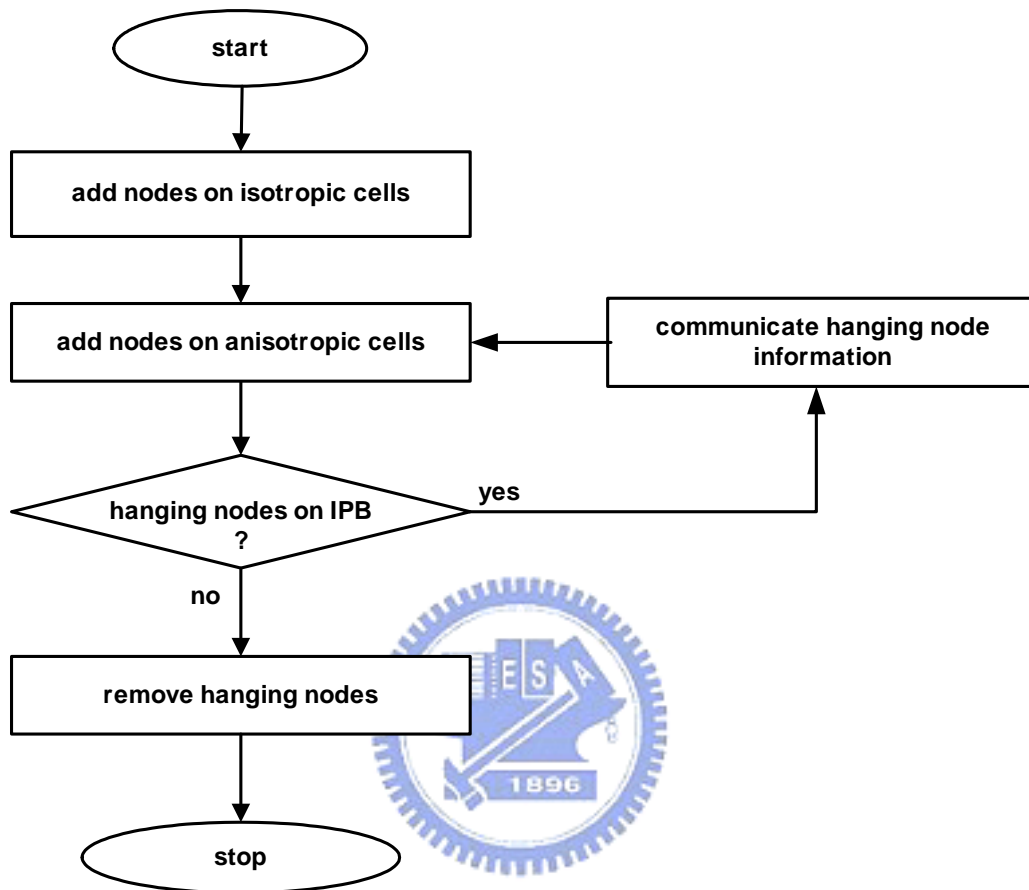 start
add nodes on isotropic cells
add nodes on anisotropic cells
communicate hanging node
information
hanging nodes on IPB
?
yes
no
remove hanging nodes
stop
E S A
1896